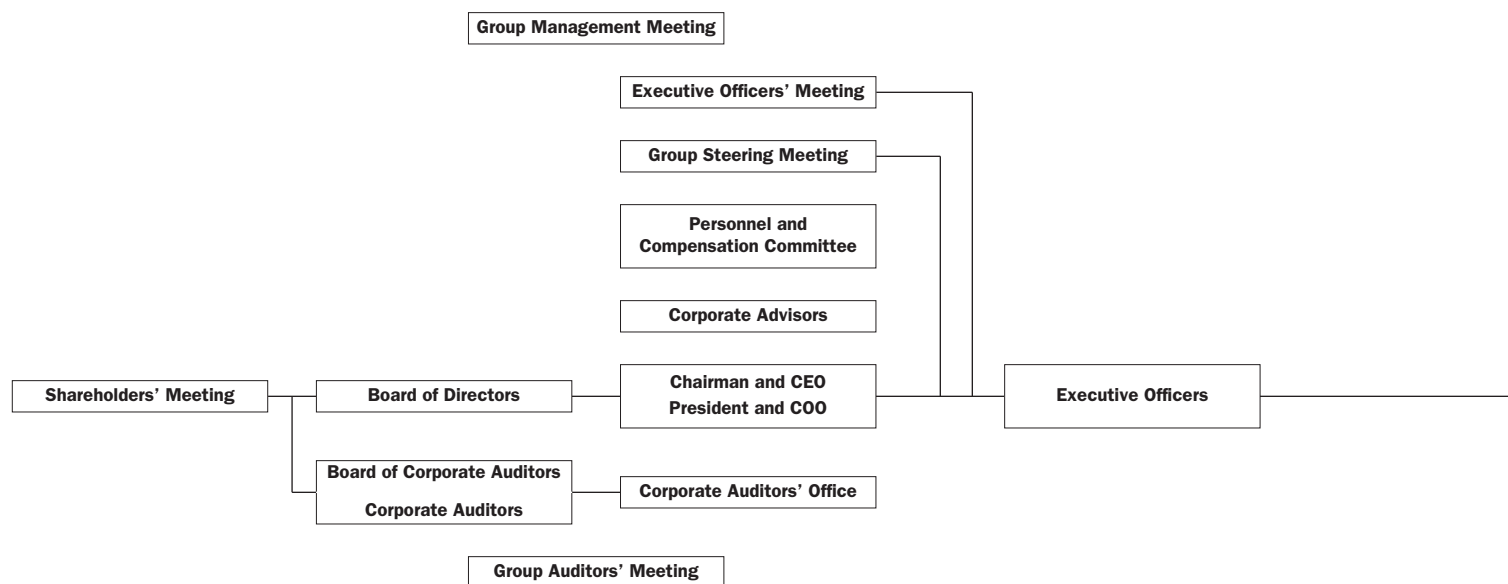 Group Management Meeting
Executive Officers’ Meeting
Group Steering Meeting
Personnel and
Compensation Committee
Corporate Advisors
Shareholders’ Meeting
Board of Directors
Chairman and CEO
President and COO
Executive Officers
Board of Corporate Auditors
Corporate Auditors
Corporate Auditors’ Office
Group Auditors’ Meeting